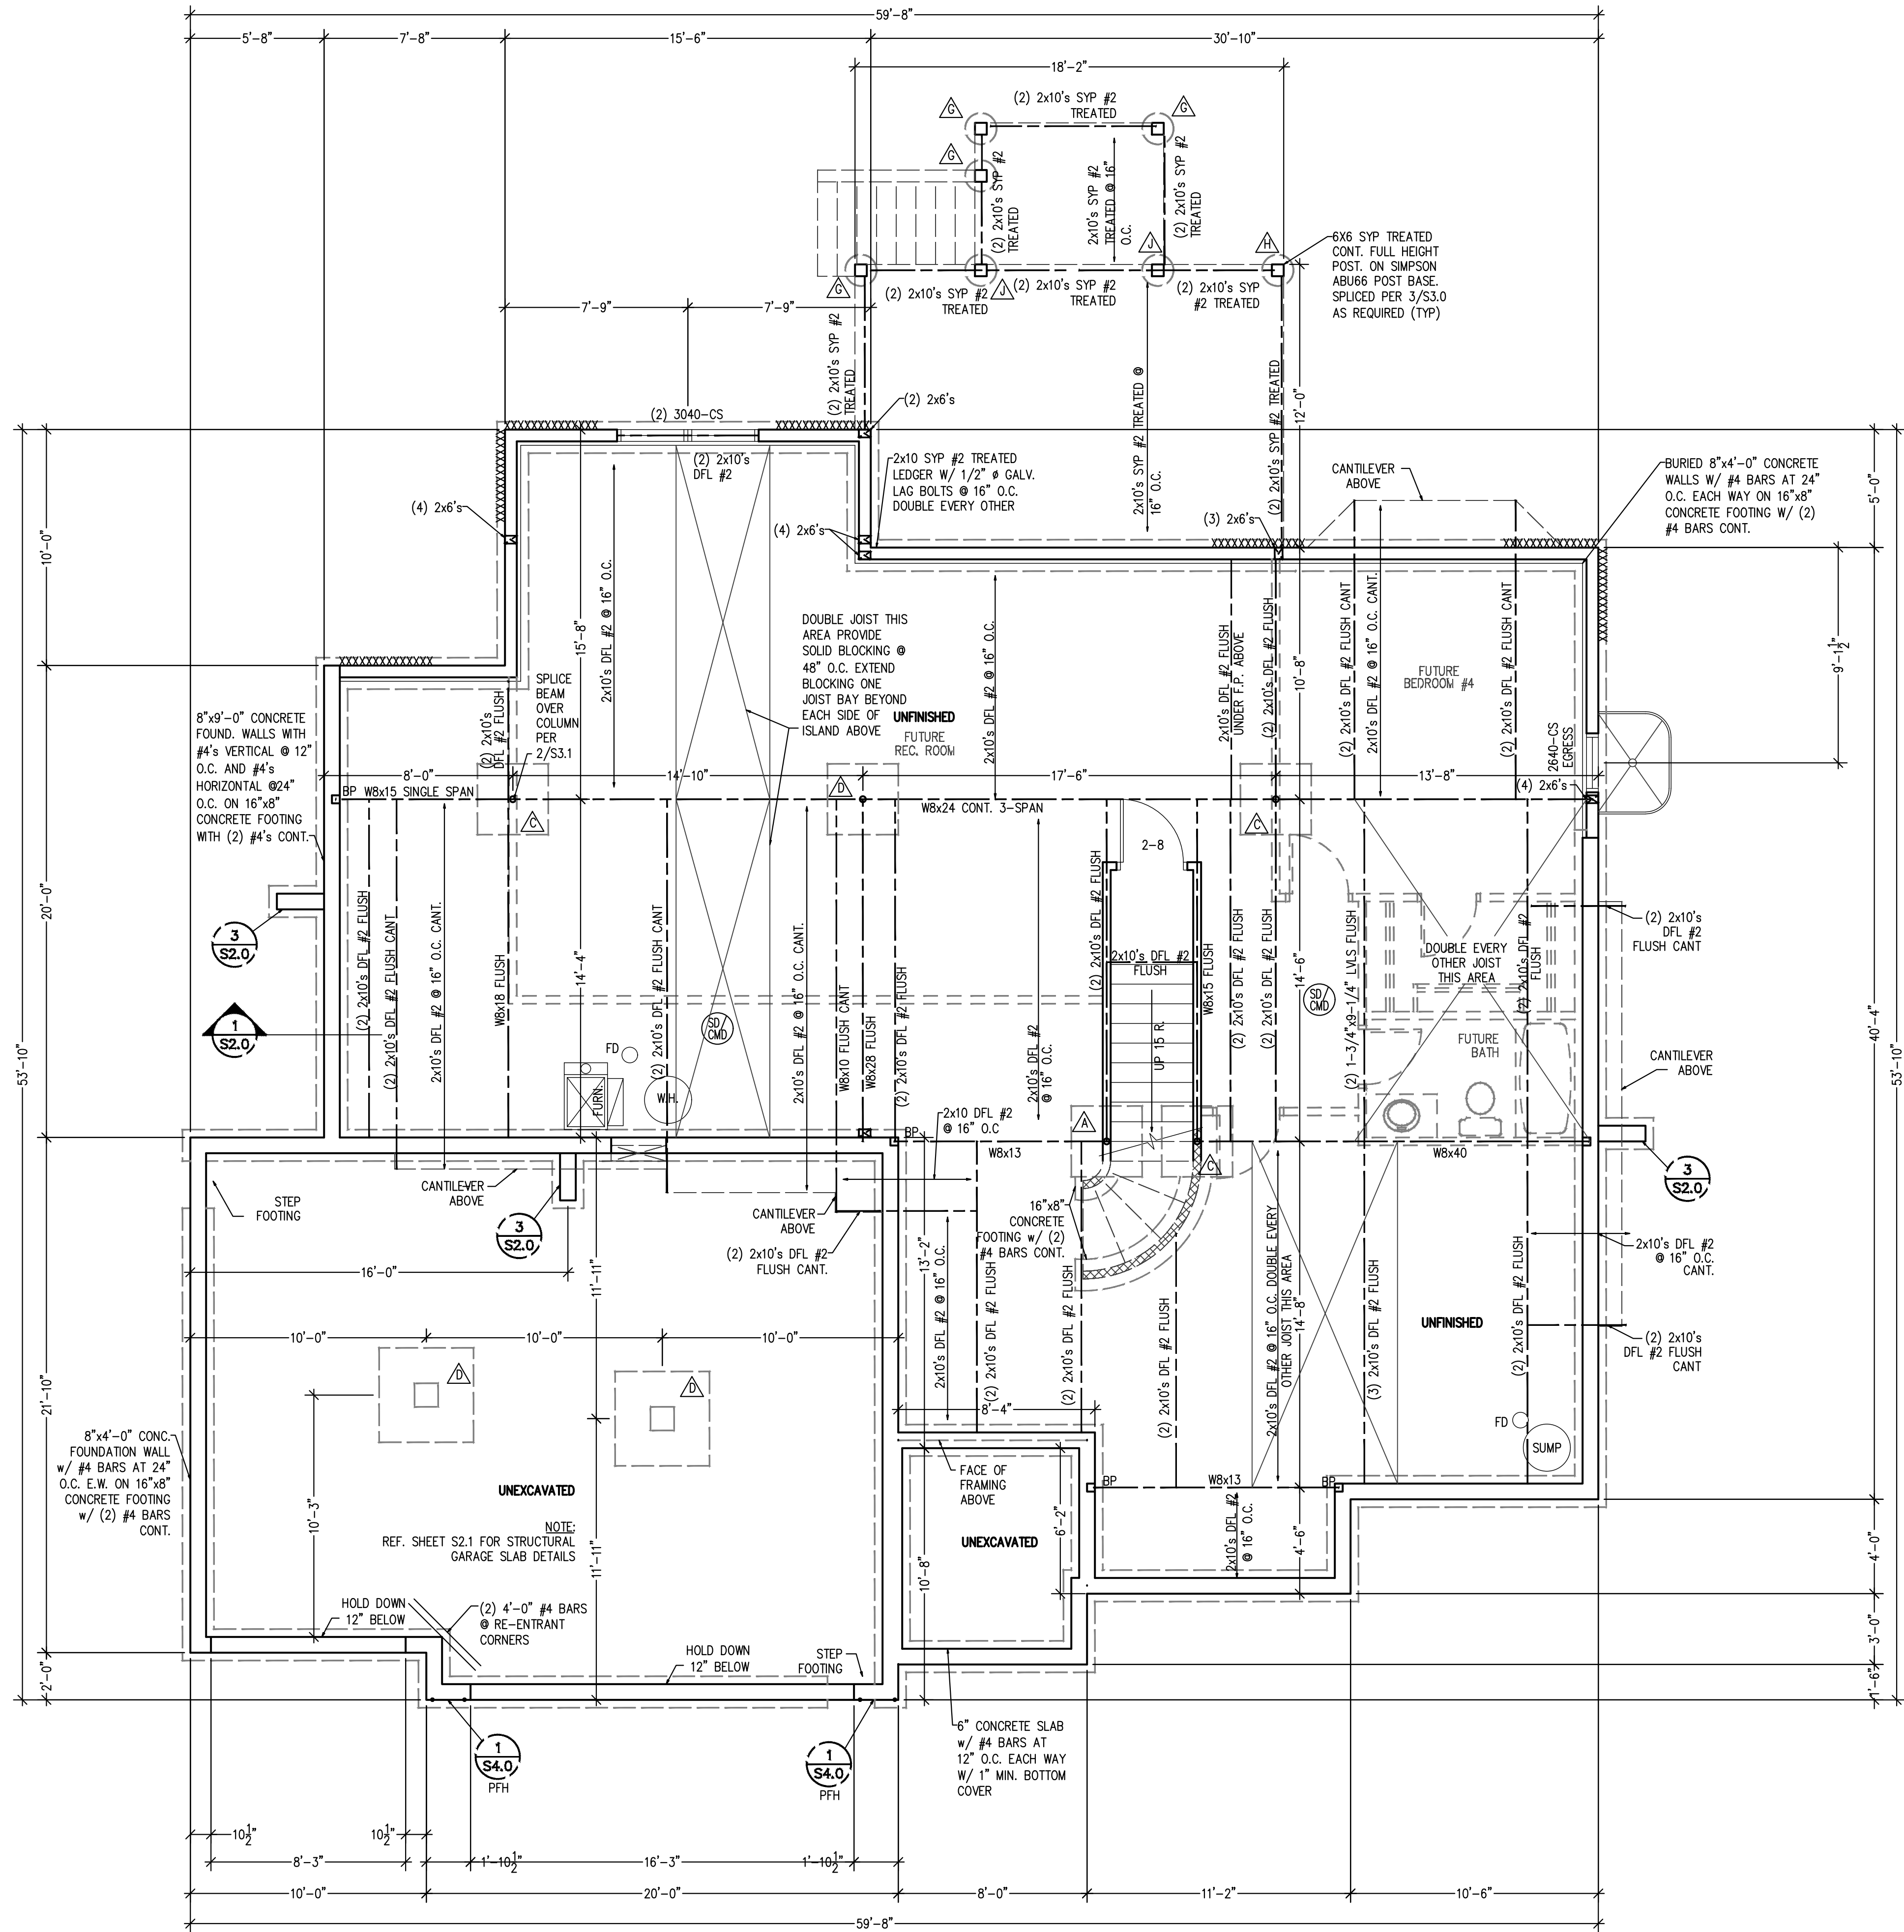 59'-8"
5'-8"
7'-8"
15'-6"
30'-10"
18'-2"
(2) 2x10's SYP #2
TREATED
G
G
G
(2) 2x10's SYP #2
TREATED
2x10's SYP #2
TREATED @ 16"
O.C.
(2) 2x10's SYP #2
TREATED
J
H
G
J
(2) 2x10's SYP #2
TREATED
(2) 2x10's SYP #2
TREATED
(2) 2x10's SYP
#2 TREATED
6X6 SYP TREATED
CONT. FULL HEIGHT
POST. ON SIMPSON
ABU66 POST BASE.
SPLICED PER 3/S3.0
AS REQUIRED (TYP)
7'-9"
7'-9"
(2) 2x10's SYP #2
TREATED
2x10's SYP #2 TREATED @
16" O.C.
(2) 2x10's SYP #2 TREATED
12'-0"
(2) 3040-CS
(2) 2x6's
(2) 2x10's
DFL #2
2x10 SYP #2 TREATED
LEDGER W/ 1/2" ø GALV.
LAG BOLTS @ 16" O.C.
DOUBLE EVERY OTHER
CANTILEVER
ABOVE
BURIED 8"x4'-0" CONCRETE
WALLS W/ #4 BARS AT 24"
O.C. EACH WAY ON 16"x8"
CONCRETE FOOTING W/ (2)
#4 BARS CONT.
5'-0"
(4) 2x6's
(4) 2x6's
(3) 2x6's
10'-0"
15'-8"
2x10's DFL #2 @ 16" O.C.
DOUBLE JOIST THIS
AREA PROVIDE
SOLID BLOCKING @
48" O.C. EXTEND
BLOCKING ONE
JOIST BAY BEYOND
EACH SIDE OF
ISLAND ABOVE
UNFINISHED
FUTURE
REC. ROOM
2x10's DFL #2 @ 16" O.C.
2x10's DFL #2 FLUSH
UNDER F.P. ABOVE
(2) 2x10's DFL #2 FLUSH
10'-8"
(2) 2x10's DFL #2 FLUSH CANT
2x10's DFL #2 @ 16" O.C. CANT.
FUTURE
BEDROOM #4
(2) 2x10's DFL #2 FLUSH CANT
2640-CS
EGRESS
9'-1 1/2"
8"x9'-0" CONCRETE
FOUND. WALLS WITH
#4's VERTICAL @ 12"
O.C. AND #4's
HORIZONTAL @24"
O.C. ON 16"x8"
CONCRETE FOOTING
WITH (2) #4's CONT.
(2) 2x10's
DFL #2 FLUSH
SPLICE
BEAM
OVER
COLUMN
PER
2/S3.1
8'-0"
14'-10"
17'-6"
13'-8"
BP W8x15 SINGLE SPAN
C
D
W8x24 CONT. 3-SPAN
C
(4) 2x6's
2-8
20'-0"
3
S2.0
1
S2.0
(2) 2x10's DFL #2 FLUSH
(2) 2x10's DFL #2 FLUSH CANT
2x10's DFL #2 @ 16" O.C. CANT.
W8x18 FLUSH
14'-4"
(2) 2x10's DFL #2 FLUSH CANT
SD/
CMD
2x10's DFL #2 @ 16" O.C. CANT.
W8x10 FLUSH CANT
W8x28 FLUSH
(2) 2x10's DFL #2 FLUSH
2x10's DFL #2
@ 16" O.C.
(2) 2x10's DFL #2 FLUSH
2x10's DFL #2
FLUSH
UP 15 R.
W8x15 FLUSH
(2) 2x10's DFL #2 FLUSH
(2) 2x10's DFL #2 FLUSH
14'-6"
SD/
CMD
(2) 1-3/4"x9-1/4" LVLS FLUSH
DOUBLE EVERY
OTHER JOIST
THIS AREA
(2) 2x10's DFL #2
FLUSH
(2) 2x10's
DFL #2
FLUSH CANT
FUTURE
BATH
CANTILEVER
ABOVE
40'-4"
53'-10"
53'-10"
FD
FURN.
W.H.
2x10 DFL #2
@ 16" O.C
BP
W8x13
A
C
W8x40
3
S2.0
STEP
FOOTING
CANTILEVER
ABOVE
3
S2.0
CANTILEVER
ABOVE
(2) 2x10's DFL #2
FLUSH CANT.
16"x8"
CONCRETE
FOOTING w/ (2)
#4 BARS CONT.
16'-0"
11'-11"
13'-2"
2x10's DFL #2 @ 16" O.C.
(2) 2x10's DFL #2 FLUSH
(2) 2x10's DFL #2 FLUSH
(2) 2x10's DFL #2 FLUSH
2x10's DFL #2 @ 16" O.C. DOUBLE EVERY
OTHER JOIST THIS AREA
14'-8"
(3) 2x10's DFL #2 FLUSH
UNFINISHED
(2) 2x10's DFL #2 FLUSH
2x10's DFL #2
@ 16" O.C.
CANT.
(2) 2x10's
DFL #2 FLUSH
CANT
10'-0"
10'-0"
10'-0"
D
D
8'-4"
FD
SUMP
21'-10"
8"x4'-0" CONC.
FOUNDATION WALL
w/ #4 BARS AT 24"
O.C. E.W. ON 16"x8"
CONCRETE FOOTING
w/ (2) #4 BARS
CONT.
10'-3"
UNEXCAVATED
NOTE:
REF. SHEET S2.1 FOR STRUCTURAL
GARAGE SLAB DETAILS
11'-11"
FACE OF
FRAMING
ABOVE
UNEXCAVATED
10'-8"
6'-2"
BP
W8x13
BP
2x10's DFL #2
@ 16" O.C.
4'-6"
4'-0"
3'-0"
1'-6"
HOLD DOWN
12" BELOW
(2) 4'-0" #4 BARS
@ RE-ENTRANT
CORNERS
HOLD DOWN
12" BELOW
STEP
FOOTING
2'-0"
1
S4.0
PFH
1
S4.0
PFH
6" CONCRETE SLAB
w/ #4 BARS AT
12" O.C. EACH WAY
W/ 1" MIN. BOTTOM
COVER
10 1/2"
10 1/2"
8'-3"
1'-10 1/2"
16'-3"
1'-10 1/2"
10'-0"
20'-0"
8'-0"
11'-2"
10'-6"
59'-8"